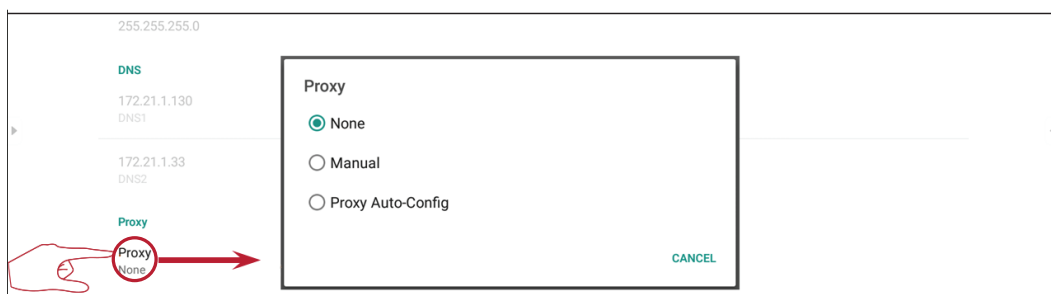 255.255.255.0
DNS
172.21.1.130
DNS1
172.21.1.33
DNS2
Proxy
Proxy
None
Proxy
None
Manual
Proxy Auto-Config
CANCEL